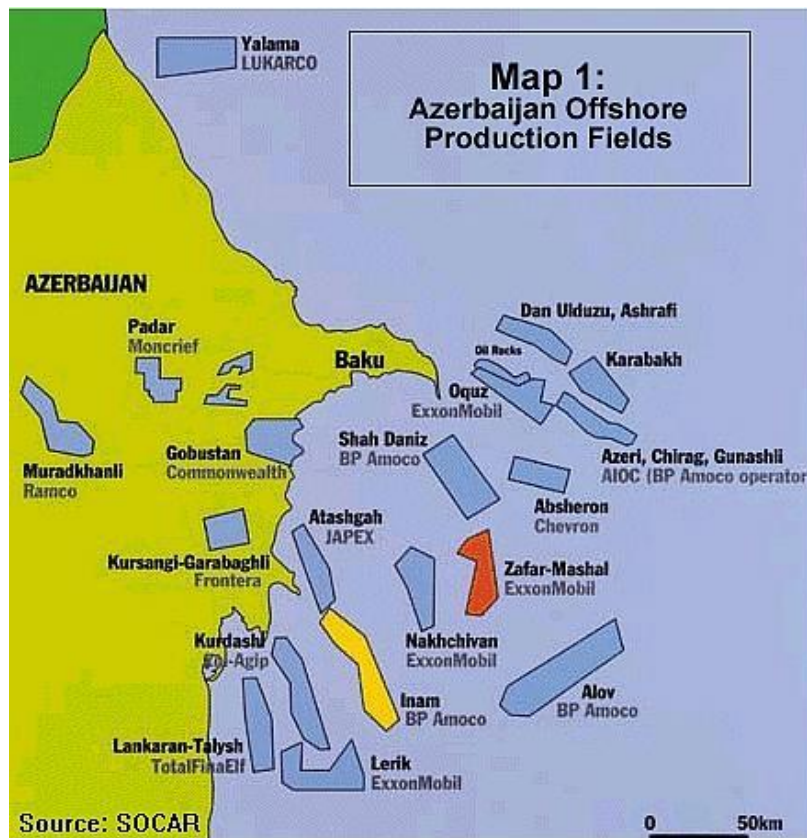 Yalama
LUKARCO
Map 1:
Azerbaijan Offshore
Production Fields
AZERBAIJAN
Dan Ulduzu, Ashrafi
Padar
Moncrief
Oil Rocks
Baku
Karabakh
Oquz
ExxonMobil
Muradkhanli
Ramco
Gobustan
Commonwealth
Shah Daniz
BP Amoco
Azeri, Chirag, Gunashli
AIOC (BP Amoco operator
Absheron
Chevron
Atashgah
JAPEX
Kursangi-Garabaghli
Frontera
Zafar-Mashal
ExxonMobil
Kurdashi
-Agip
Nakhchivan
ExxonMobil
Inam
BP Amoco
Alov
BP Amoco
Lankaran-Talysh
TotalFinaElf
Lerik
ExxonMobil
Source: SOCAR
0 50km